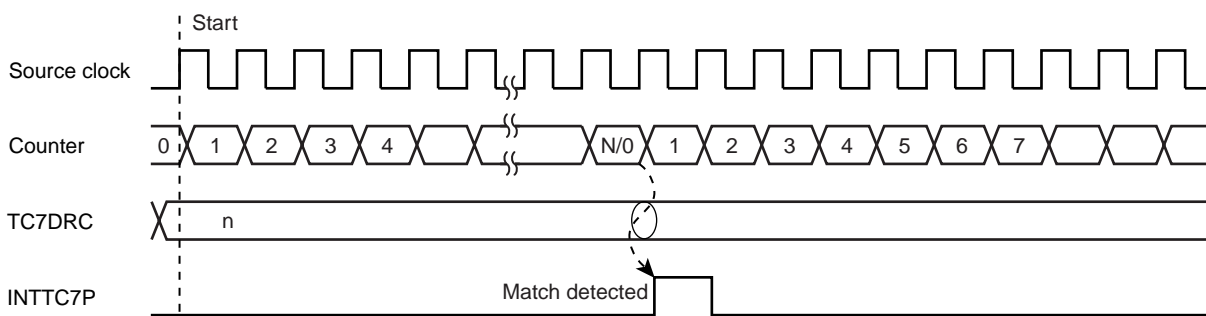 Start
Source clock
Counter 0 1 2 3 4 N/0 1 2 3 4 5 6 7
TC7DRC n
Match detected
INTTC7P